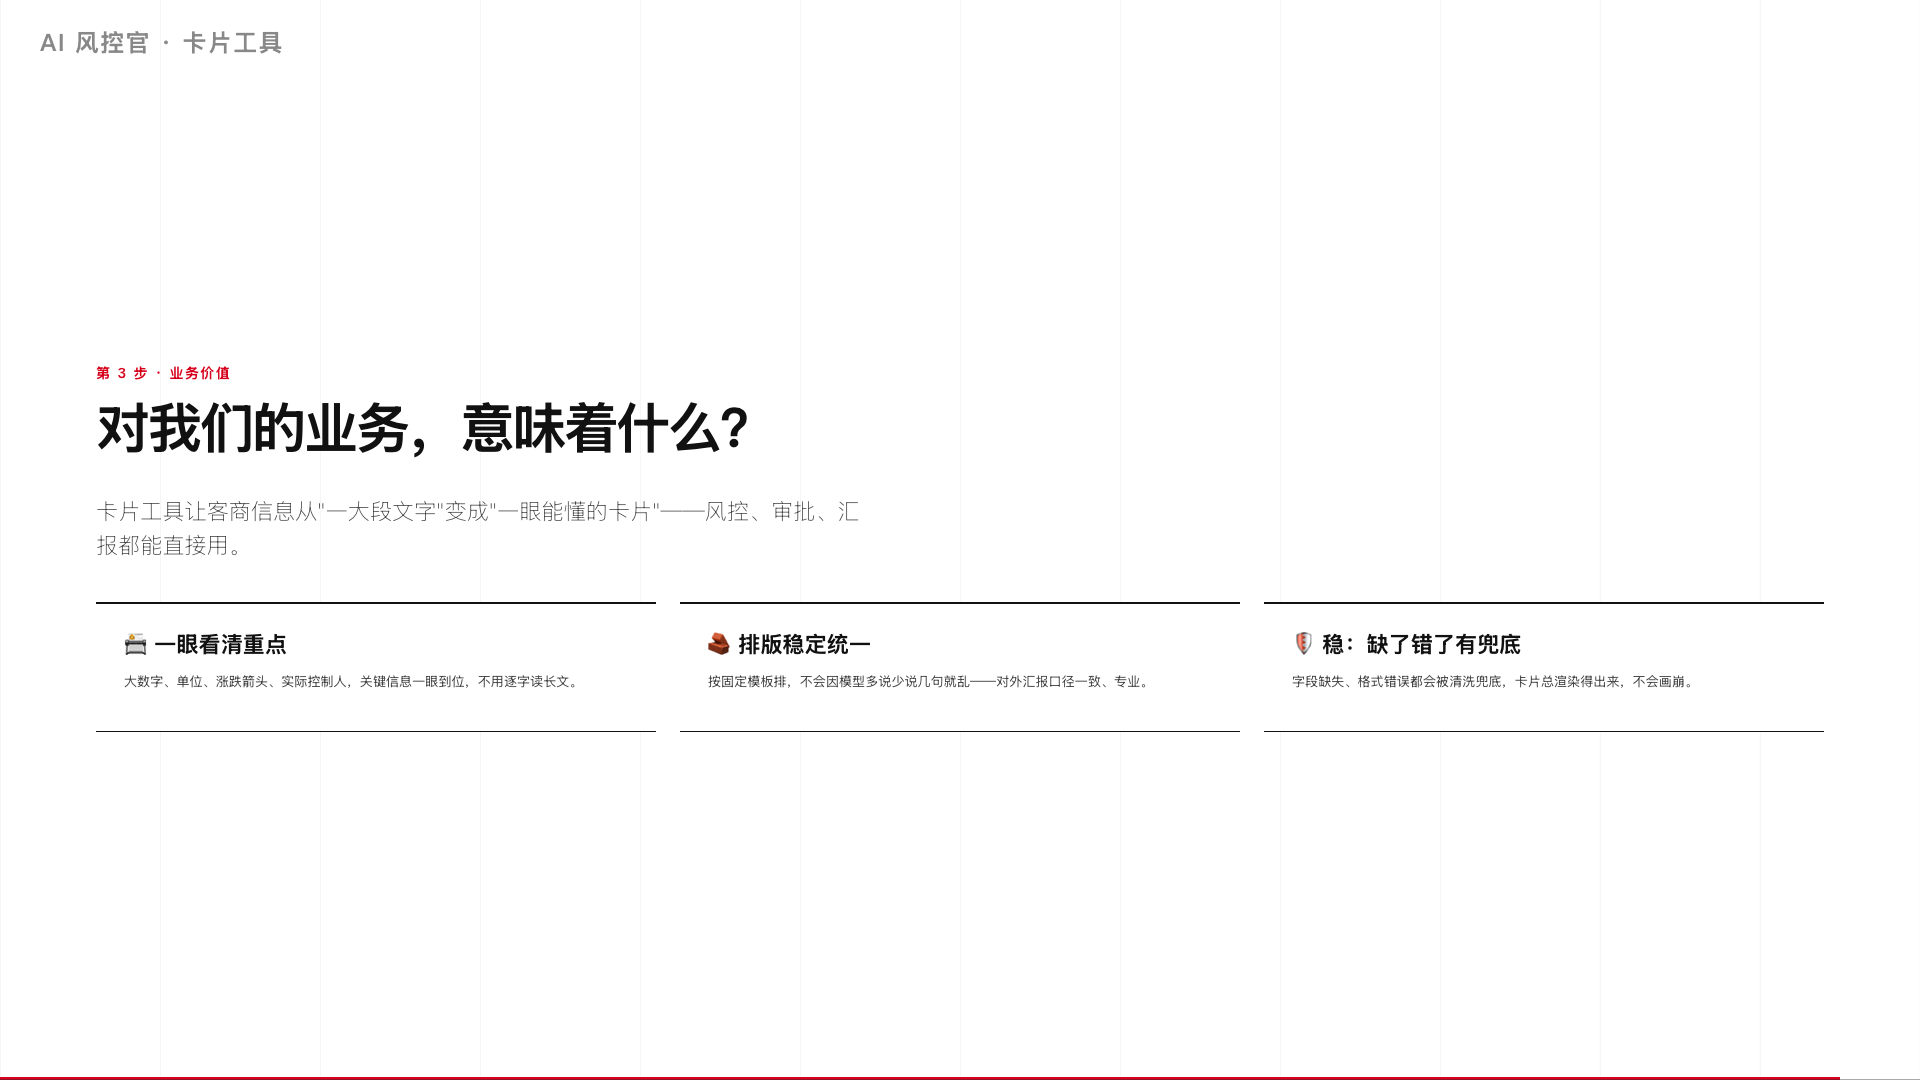 AI 风控官 · 卡片工具
第 3 步 · 业务价值
对我们的业务，意味着什么?
卡片工具让客商信息从"一大段文字"变成"一眼能懂的卡片"——风控、审批、汇
报都能直接用。
一眼看清重点
大数字、单位、涨跌箭头、实际控制人，关键信息一眼到位，不用逐字读长文。
排版稳定统一
按固定模板排，不会因模型多说少说几句就乱——对外汇报口径一致、专业。
稳：缺了错了有兜底
字段缺失、格式错误都会被清洗兜底，卡片总渲染得出来，不会画崩。